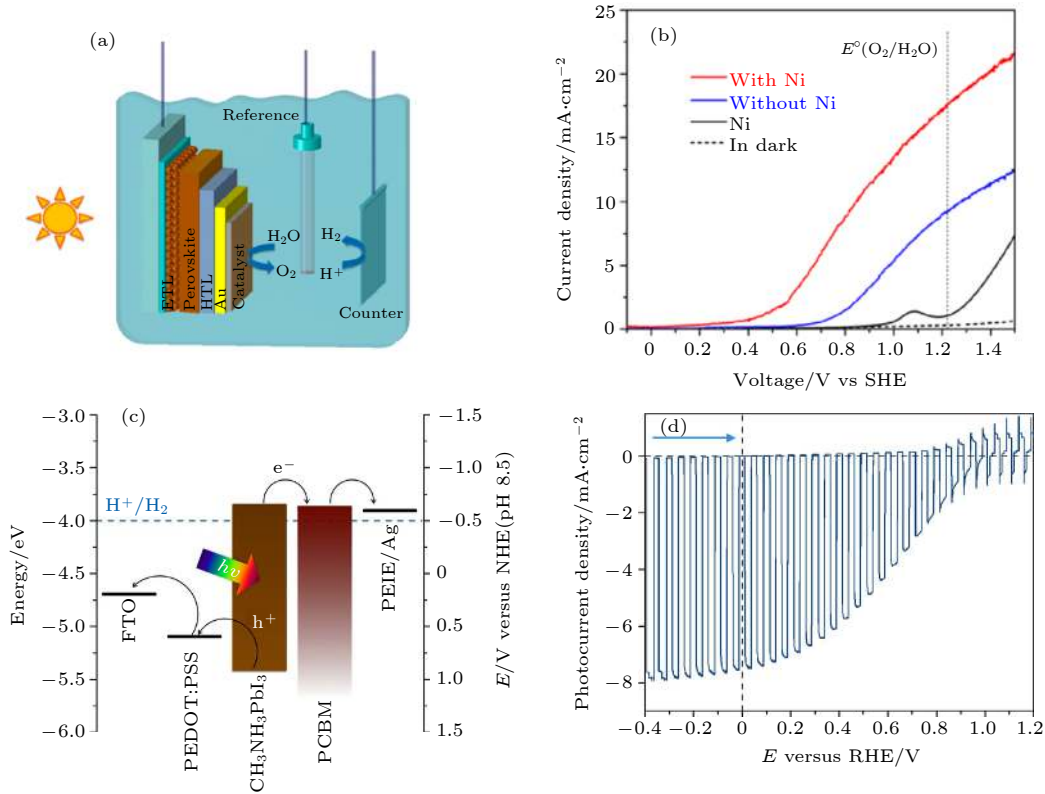 (a)
Reference
H₂O
H₂
O₂
H⁺
ETL
Perovskite
HTL
Au
Catalyst
Counter
(b)
E°(O₂/H₂O)
With Ni
Without Ni
Ni
In dark
25
20
15
10
5
0
0
0.2
0.4
0.6
0.8
1.0
1.2
1.4
Current density/mA·cm⁻²
Voltage/V vs SHE
(c)
−3.0
−3.5
−4.0
−4.5
−5.0
−5.5
−6.0
Energy/eV
H⁺/H₂
e⁻
hν
h⁺
FTO
PEDOT:PSS
CH₃NH₃PbI₃
PCBM
PEIE/Ag
−1.5
−1.0
−0.5
0
0.5
1.0
1.5
E/V versus NHE(pH 8.5)
(d)
0
−2
−4
−6
−8
−0.4
−0.2
0
0.2
0.4
0.6
0.8
1.0
1.2
Photocurrent density/mA·cm⁻²
E versus RHE/V